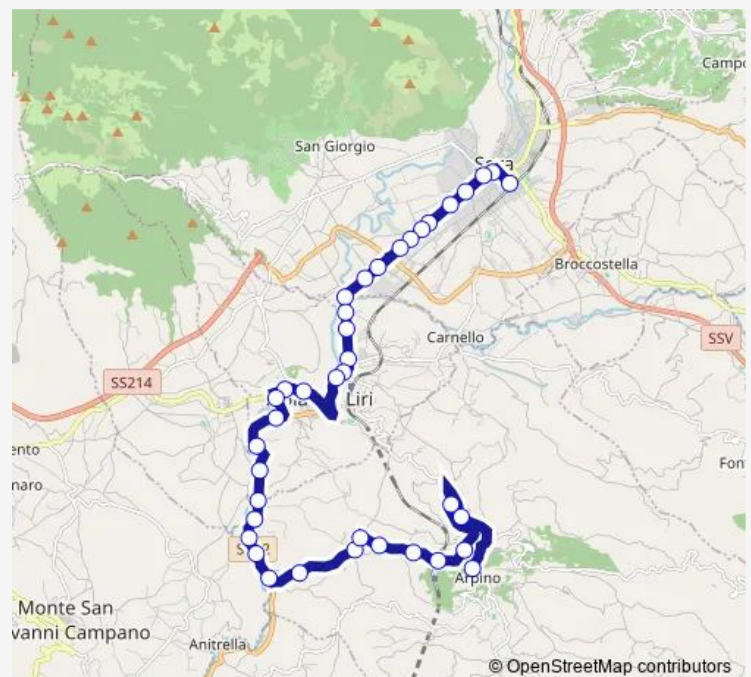 Campo
San Giorgio
Sora
Broccostella
Carnello
SSV
SS214
Liri
ento
naro
Fon
Arpino
Monte San
vanni Campano
Anitrella
© OpenStreetMap contributors